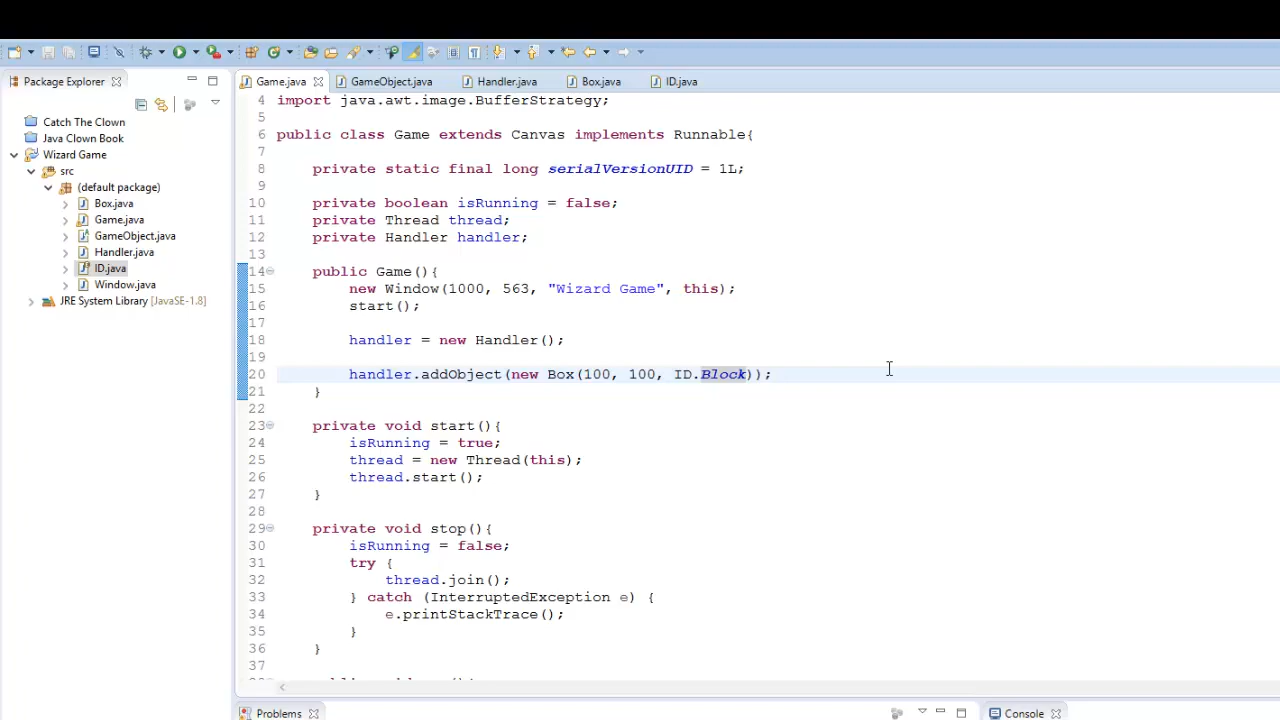 Package Explorer
Game.java
GameObject.java
Handler.java
Box.java
ID.java
Catch The Clown
Java Clown Book
Wizard Game
src
(default package)
Box.java
Game.java
GameObject.java
Handler.java
ID.java
Window.java
JRE System Library [JavaSE-1.8]
4 import java.awt.image.BufferStrategy;
5
6 public class Game extends Canvas implements Runnable{
7
8 private static final long serialVersionUID = 1L;
9
10 private boolean isRunning = false;
11 private Thread thread;
12 private Handler handler;
13
14 public Game(){
15 new Window(1000, 563, "Wizard Game", this);
16 start();
17
18 handler = new Handler();
19
20 handler.addObject(new Box(100, 100, ID.Block));
21 }
22
23 private void start(){
24 isRunning = true;
25 thread = new Thread(this);
26 thread.start();
27 }
28
29 private void stop(){
30 isRunning = false;
31 try {
32 thread.join();
33 } catch (InterruptedException e) {
34 e.printStackTrace();
35 }
36 }
37
Problems
Console